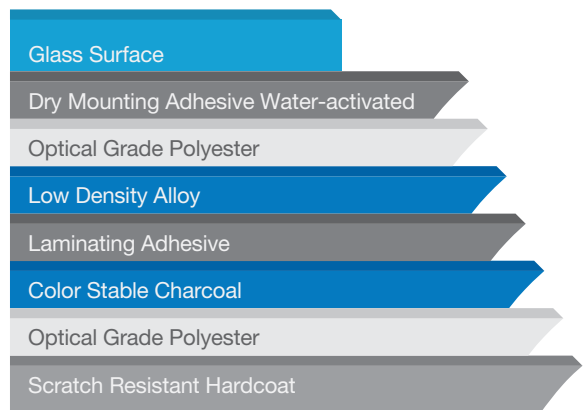 Glass Surface
Dry Mounting Adhesive Water-activated
Optical Grade Polyester
Low Density Alloy
Laminating Adhesive
Color Stable Charcoal
Optical Grade Polyester
Scratch Resistant Hardcoat